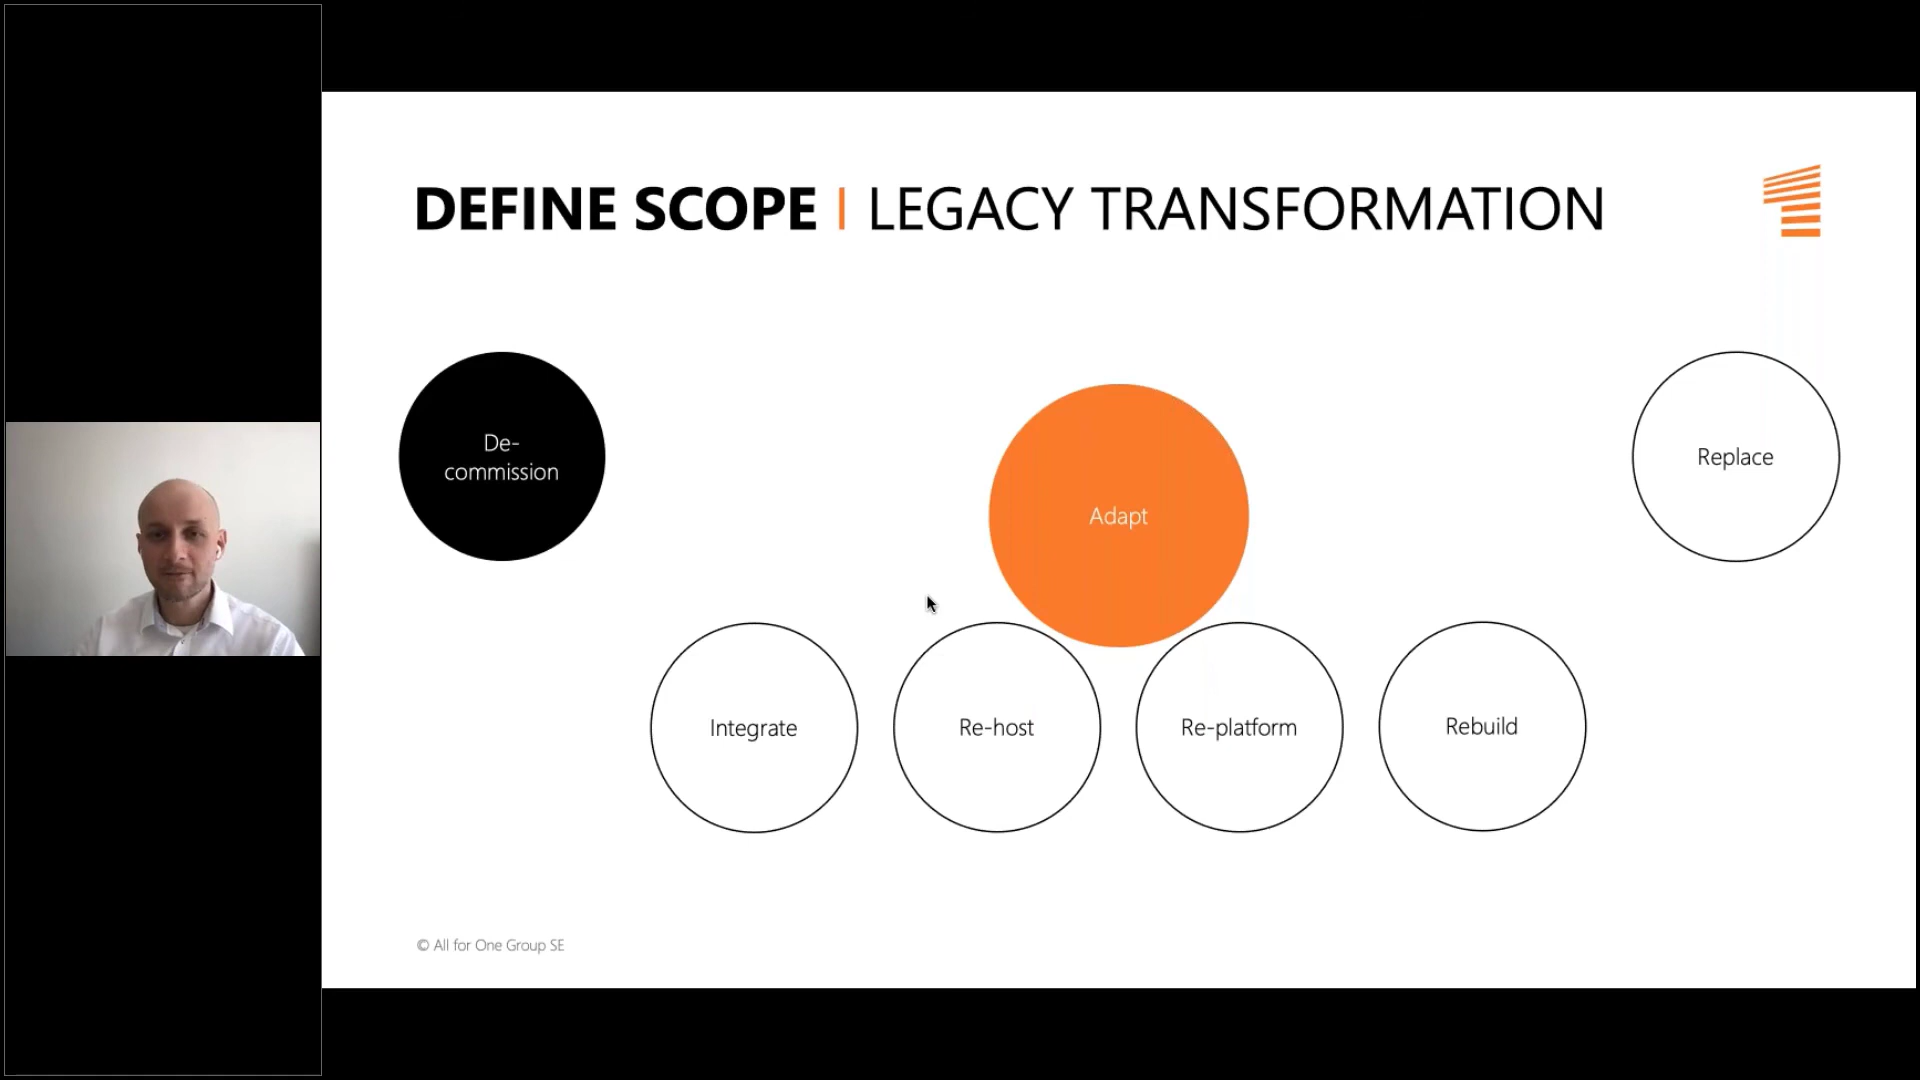 DEFINE SCOPE | LEGACY TRANSFORMATION
De-
commission
Adapt
Replace
Integrate
Re-host
Re-platform
Rebuild
© All for One Group SE